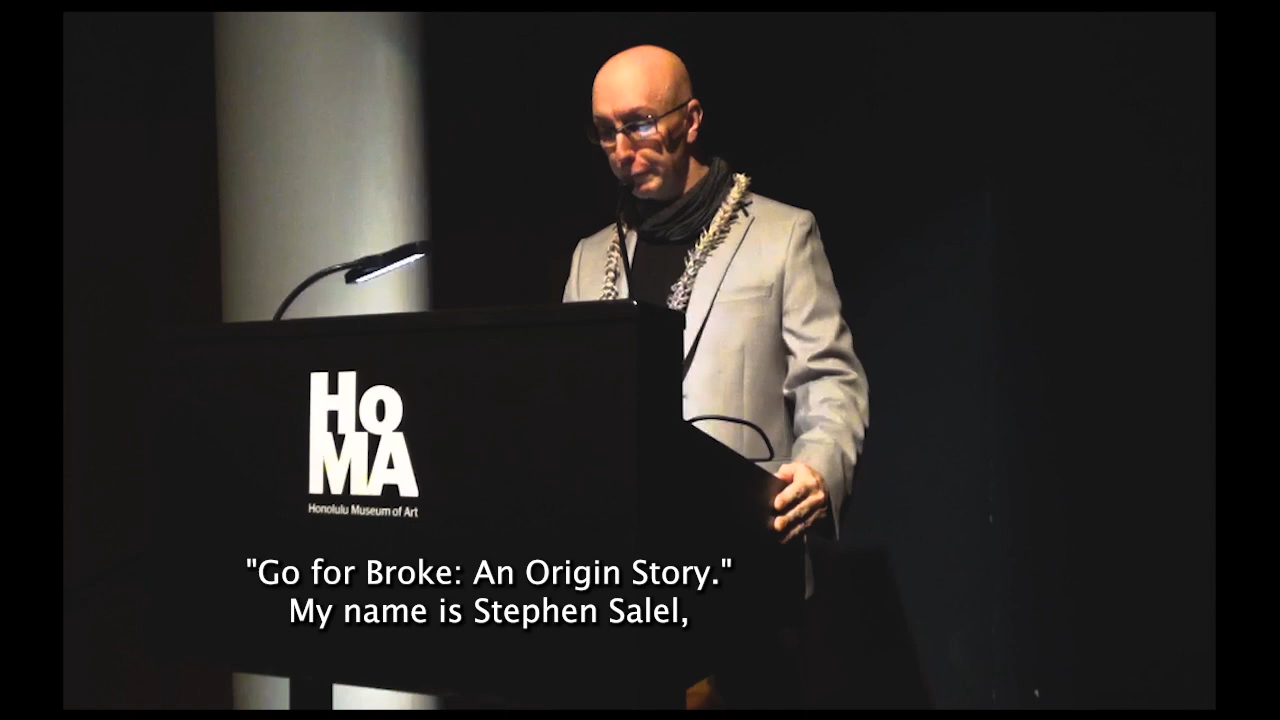 HoMA
Honolulu Museum of Art
"Go for Broke: An Origin Story."
My name is Stephen Salel,